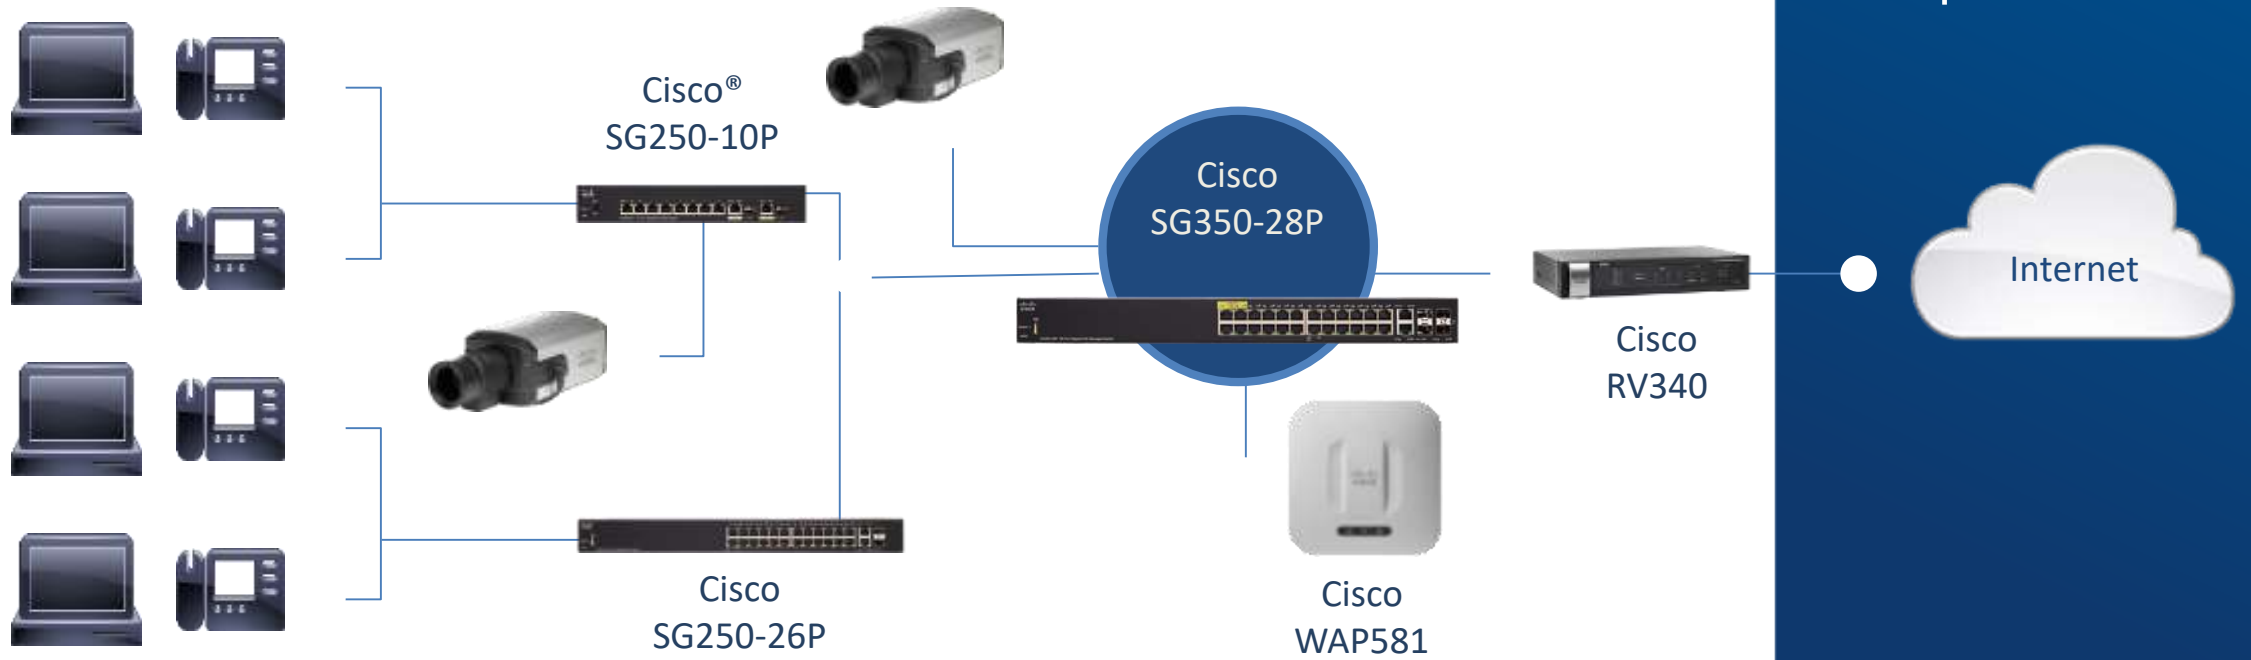 Cisco®
SG250-10P
Cisco
SG350-28P
Internet
Cisco
RV340
Cisco
SG250-26P
Cisco
WAP581